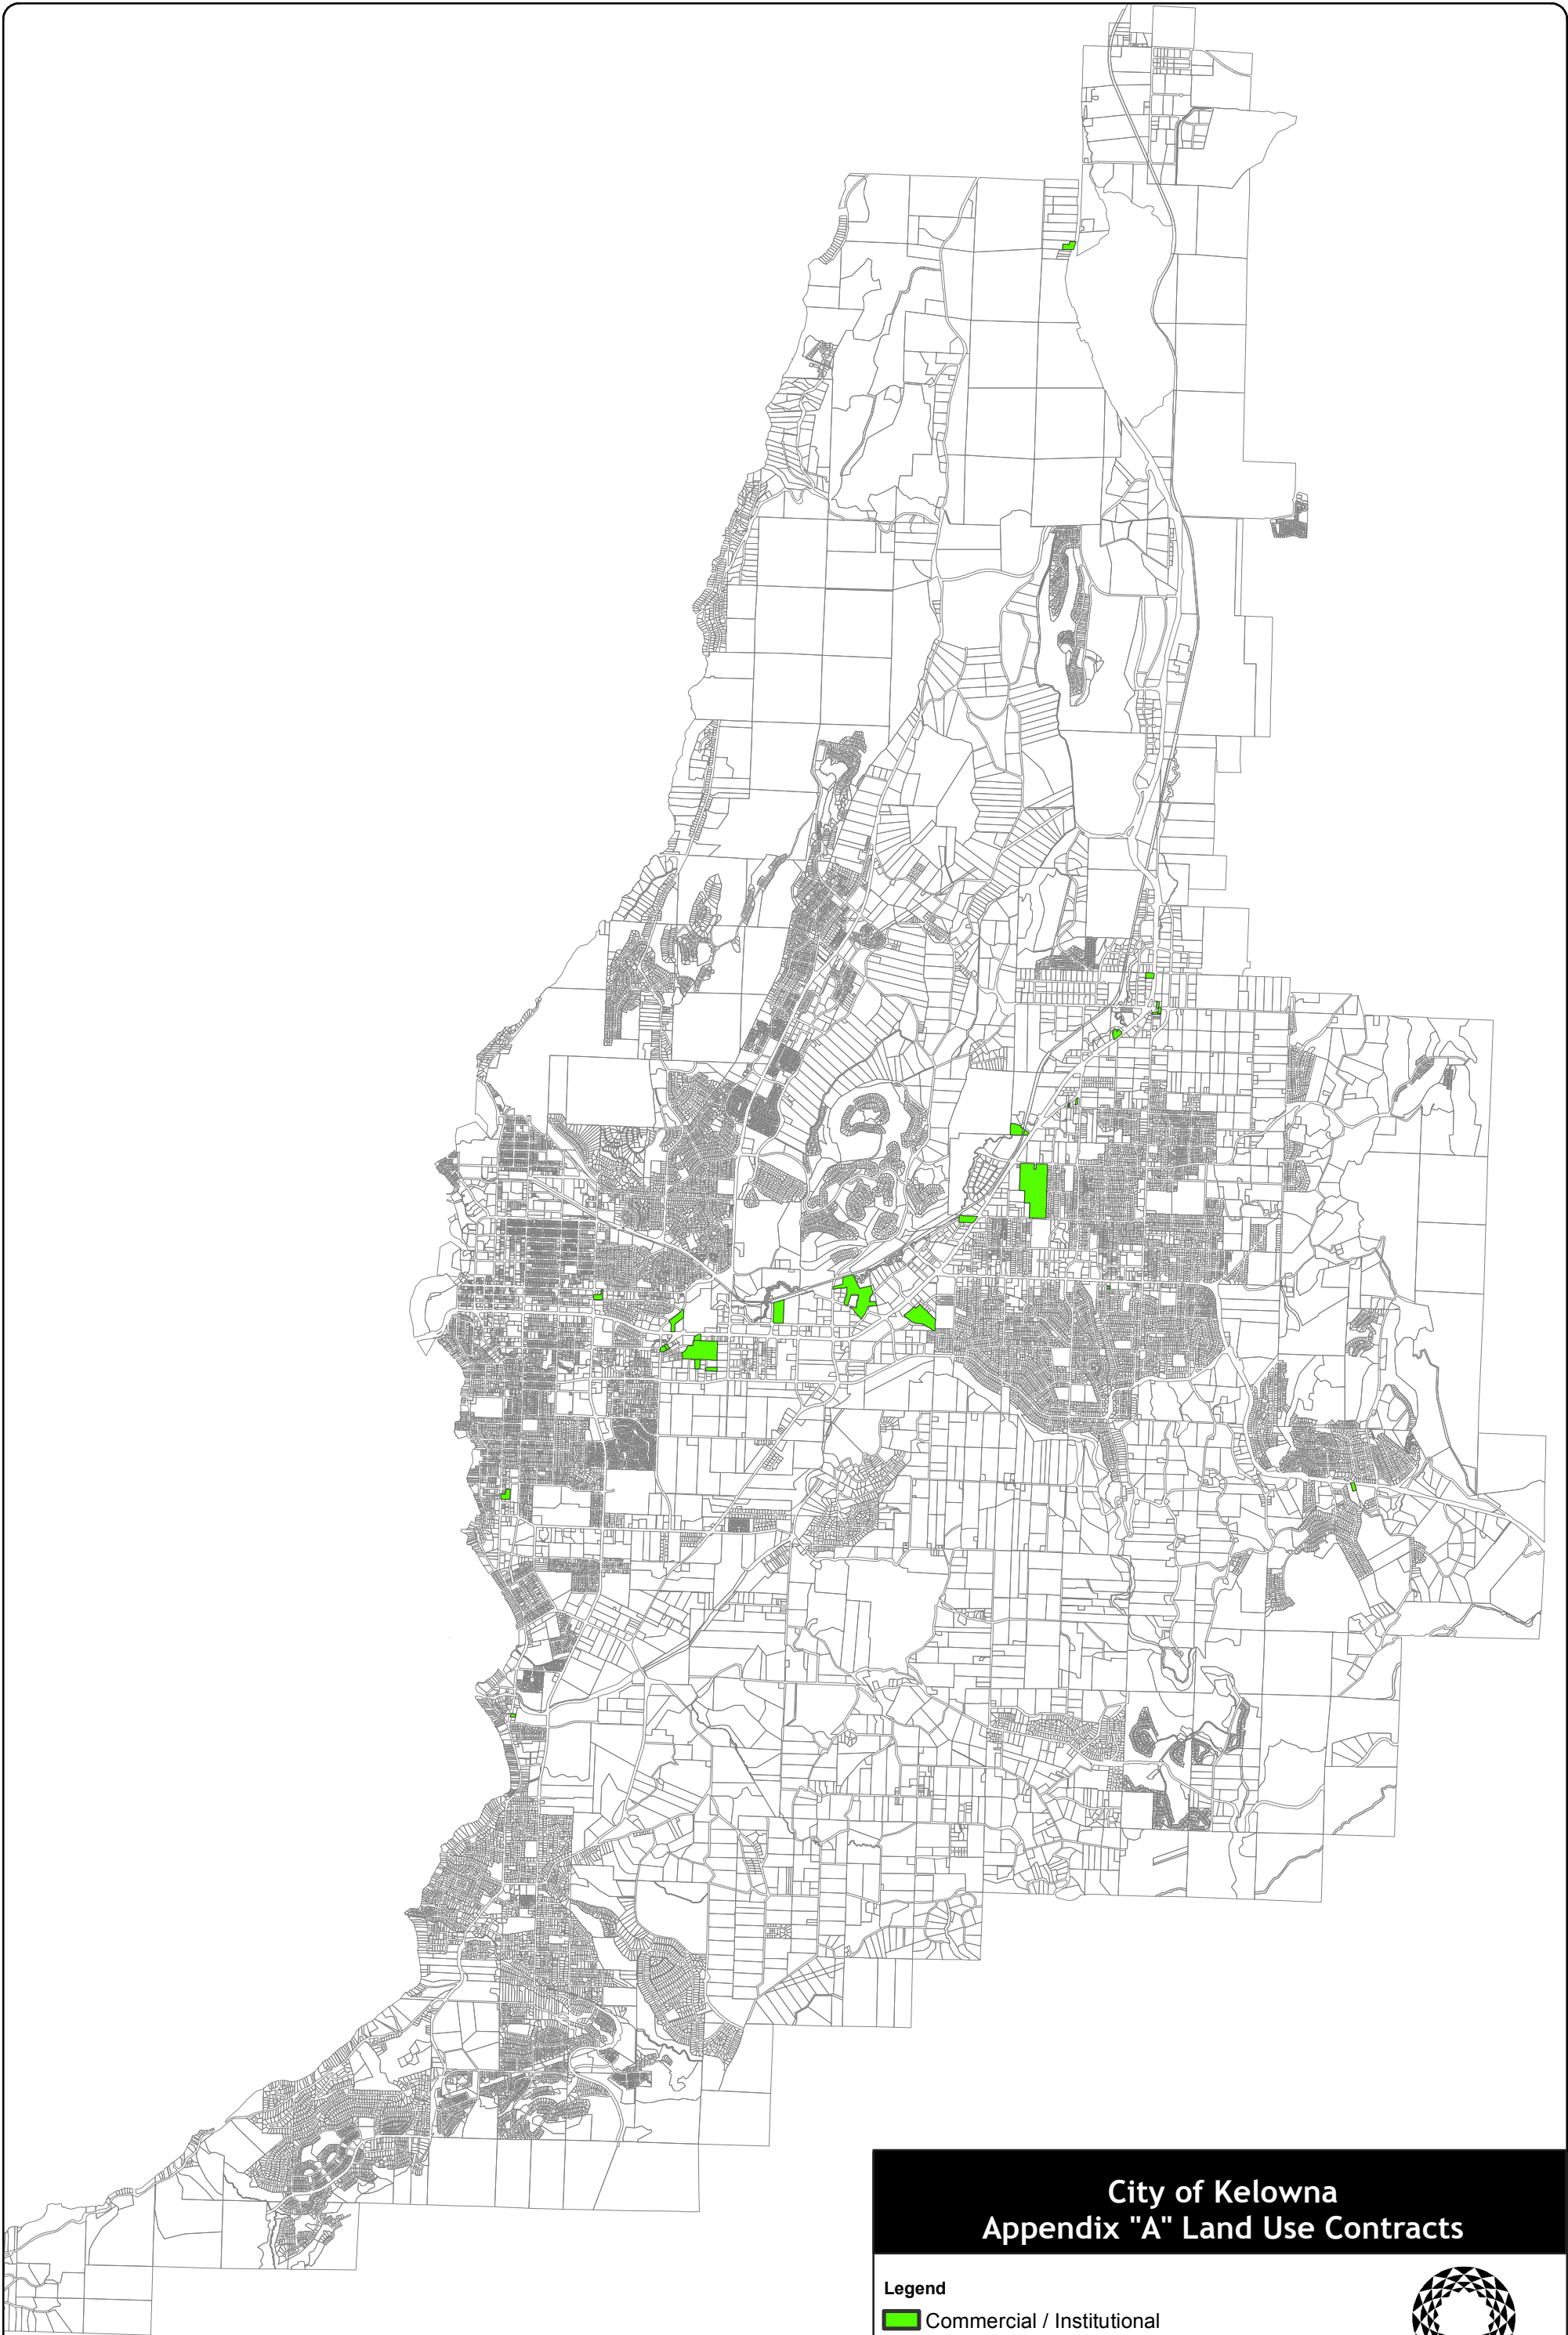 City of Kelowna
Appendix "A" Land Use Contracts
Legend
Commercial / Institutional